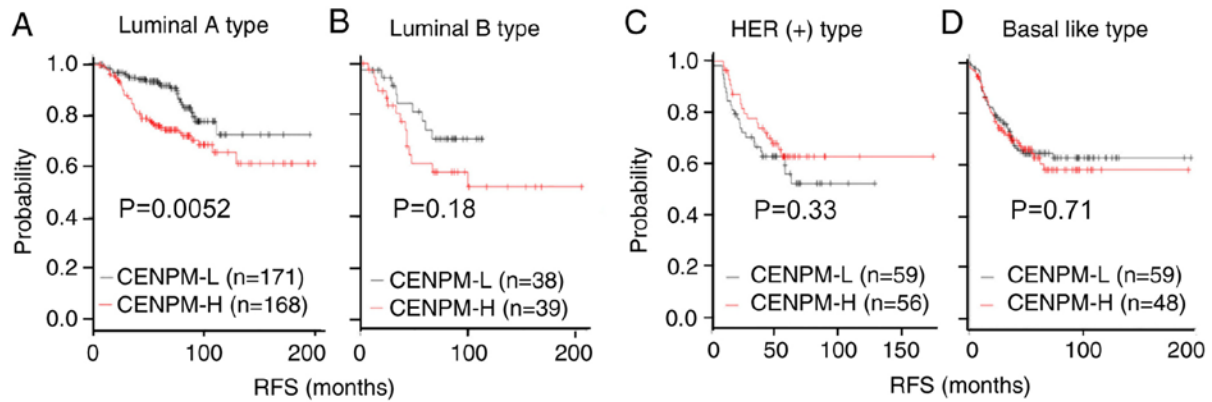 A Luminal A type
Probability
1.0
0.8
0.6
0.4
0.2
0.0
P=0.0052
CENPM-L (n=171)
CENPM-H (n=168)
0 100 200
B Luminal B type
P=0.18
CENPM-L (n=38)
CENPM-H (n=39)
0 100 200
RFS (months)
C HER (+) type
Probability
1.0
0.8
0.6
0.4
0.2
0.0
P=0.33
CENPM-L (n=59)
CENPM-H (n=56)
0 50 100 150
D Basal like type
P=0.71
CENPM-L (n=59)
CENPM-H (n=48)
0 100 200
RFS (months)